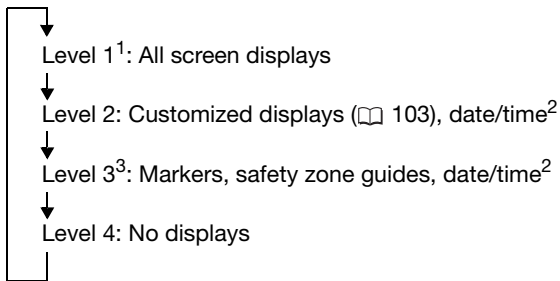 Level 1¹: All screen displays
Level 2: Customized displays (📖 103), date/time²
Level 3³: Markers, safety zone guides, date/time²
Level 4: No displays